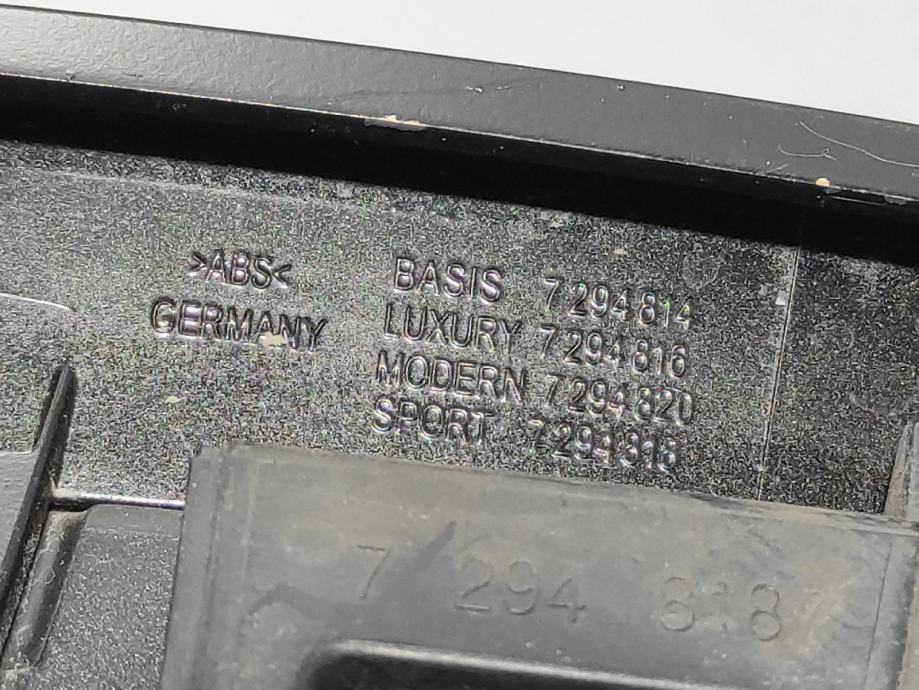 >ABS<
GERMANY
BASIS 7294814
LUXURY 7294816
MODERN 7294820
SPORT 7294818
7 294 818